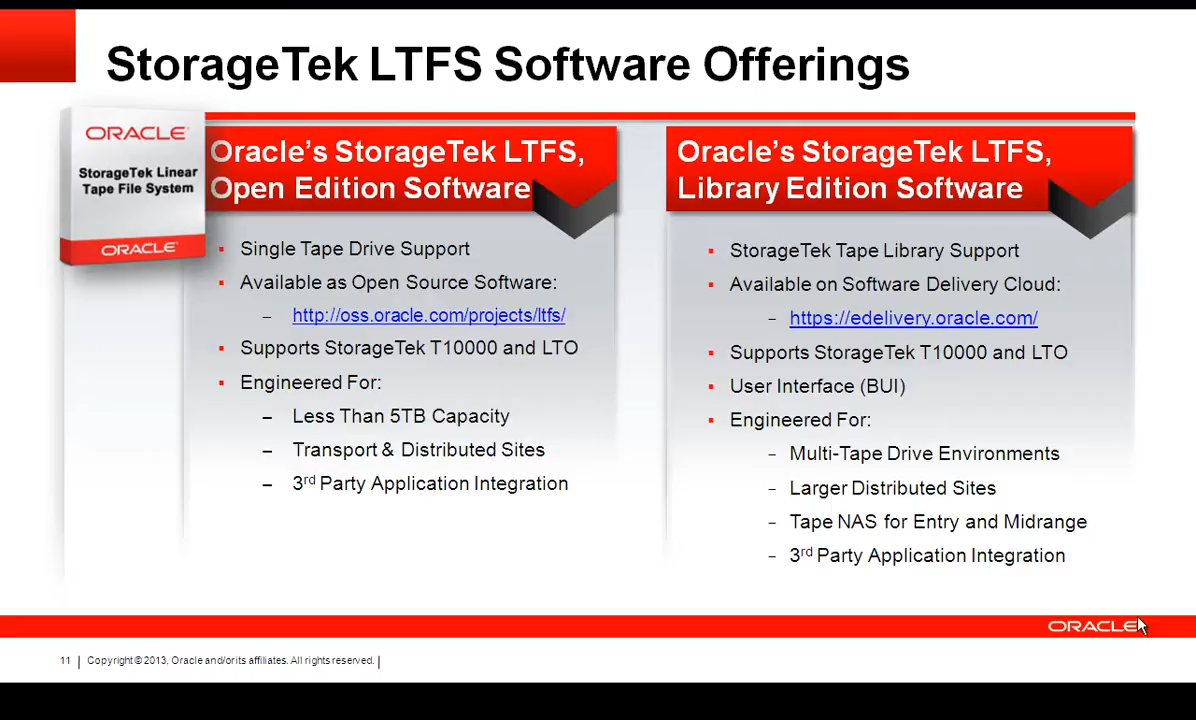 StorageTek LTFS Software Offerings
ORACLE
StorageTek Linear
Tape File System
ORACLE
Oracle's StorageTek LTFS,
Open Edition Software
▪ Single Tape Drive Support
▪ Available as Open Source Software:
– http://oss.oracle.com/projects/ltfs/
▪ Supports StorageTek T10000 and LTO
▪ Engineered For:
– Less Than 5TB Capacity
– Transport & Distributed Sites
– 3rd Party Application Integration
Oracle's StorageTek LTFS,
Library Edition Software
▪ StorageTek Tape Library Support
▪ Available on Software Delivery Cloud:
– https://edelivery.oracle.com/
▪ Supports StorageTek T10000 and LTO
▪ User Interface (BUI)
▪ Engineered For:
– Multi-Tape Drive Environments
– Larger Distributed Sites
– Tape NAS for Entry and Midrange
– 3rd Party Application Integration
ORACLE
11 | Copyright © 2013, Oracle and/or its affiliates. All rights reserved. |